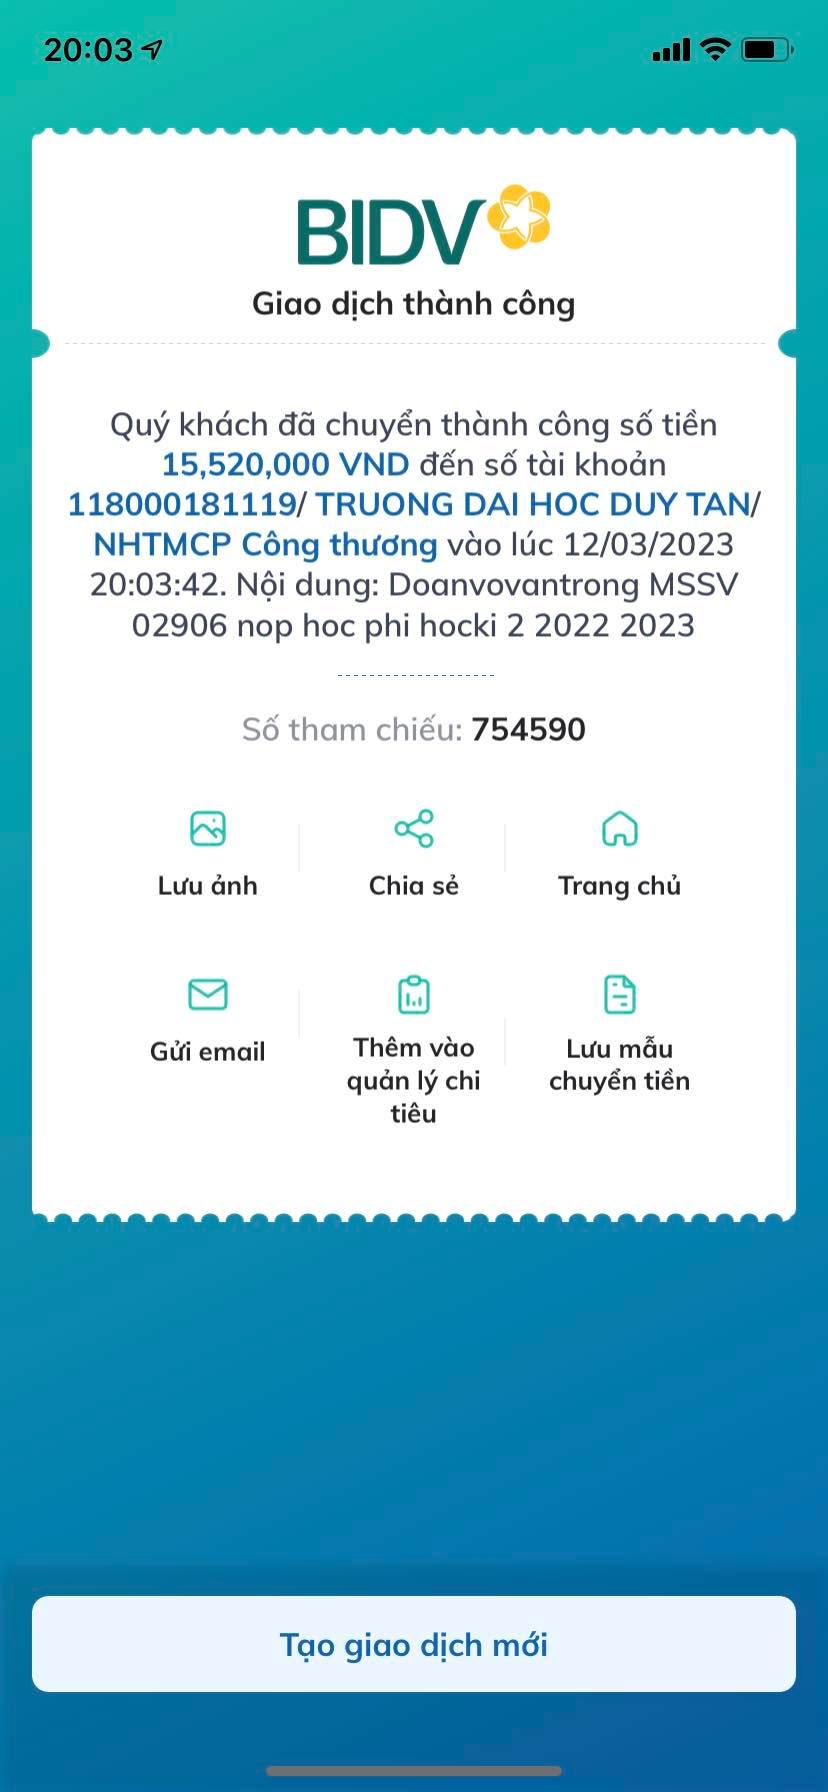 20:03
BIDV
Giao dịch thành công
Quý khách đã chuyển thành công số tiền
15,520,000 VND đến số tài khoản
118000181119/ TRUONG DAI HOC DUY TAN/
NHTMCP Công thương vào lúc 12/03/2023
20:03:42. Nội dung: Doanvovantrong MSSV
02906 nop hoc phi hocki 2 2022 2023
Số tham chiếu: 754590
Lưu ảnh
Chia sẻ
Trang chủ
Gửi email
Thêm vào
quản lý chi
tiêu
Lưu mẫu
chuyển tiền
Tạo giao dịch mới